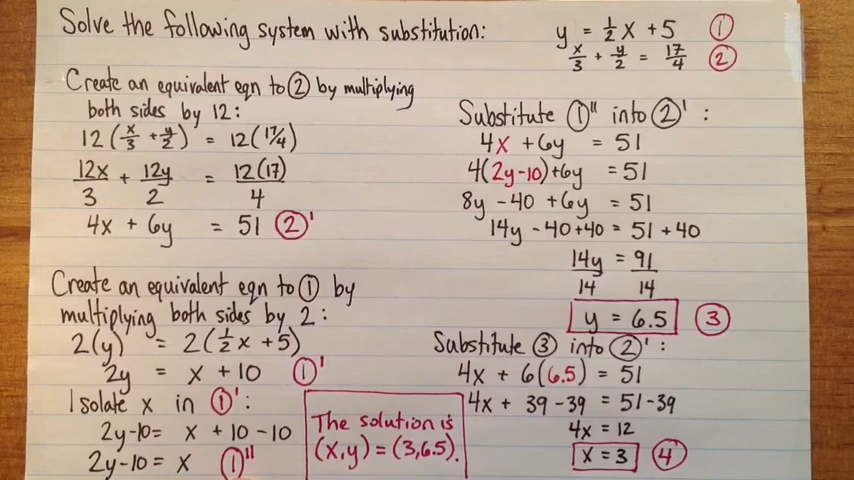 Solve the following system with substitution:
y = 1/2 x + 5 ①
x/3 + y/2 = 17/4 ②
Create an equivalent eqn to ② by multiplying
both sides by 12:
12(x/3 + y/2) = 12(17/4)
12x/3 + 12y/2 = 12(17)/4
4x + 6y = 51 ②'
Create an equivalent eqn to ① by
multiplying both sides by 2:
2(y) = 2(1/2 x + 5)
2y = x + 10 ①'
Isolate x in ①':
2y-10 = x + 10 - 10
2y-10 = x ①"
Substitute ①" into ②':
4x + 6y = 51
4(2y-10)+6y = 51
8y - 40 + 6y = 51
14y - 40+40 = 51 + 40
14y/14 = 91/14
y = 6.5 ③
Substitute ③ into ②':
4x + 6(6.5) = 51
4x + 39 - 39 = 51-39
4x = 12
x = 3 ④
The solution is
(x,y) = (3,6.5).